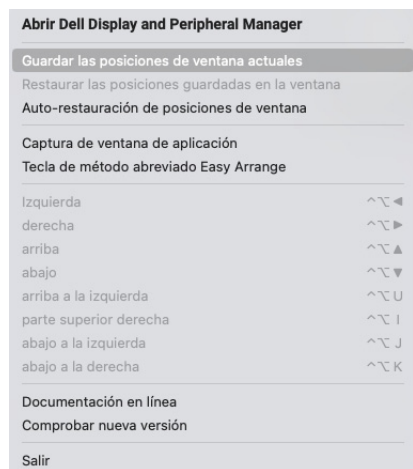 Abrir Dell Display and Peripheral Manager
Guardar las posiciones de ventana actuales
Restaurar las posiciones guardadas en la ventana
Auto-restauración de posiciones de ventana
Captura de ventana de aplicación
Tecla de método abreviado Easy Arrange
Izquierda ^⌥◀
derecha ^⌥▶
arriba ^⌥▲
abajo ^⌥▼
arriba a la izquierda ^⌥ U
parte superior derecha ^⌥ I
abajo a la izquierda ^⌥ J
abajo a la derecha ^⌥ K
Documentación en línea
Comprobar nueva versión
Salir